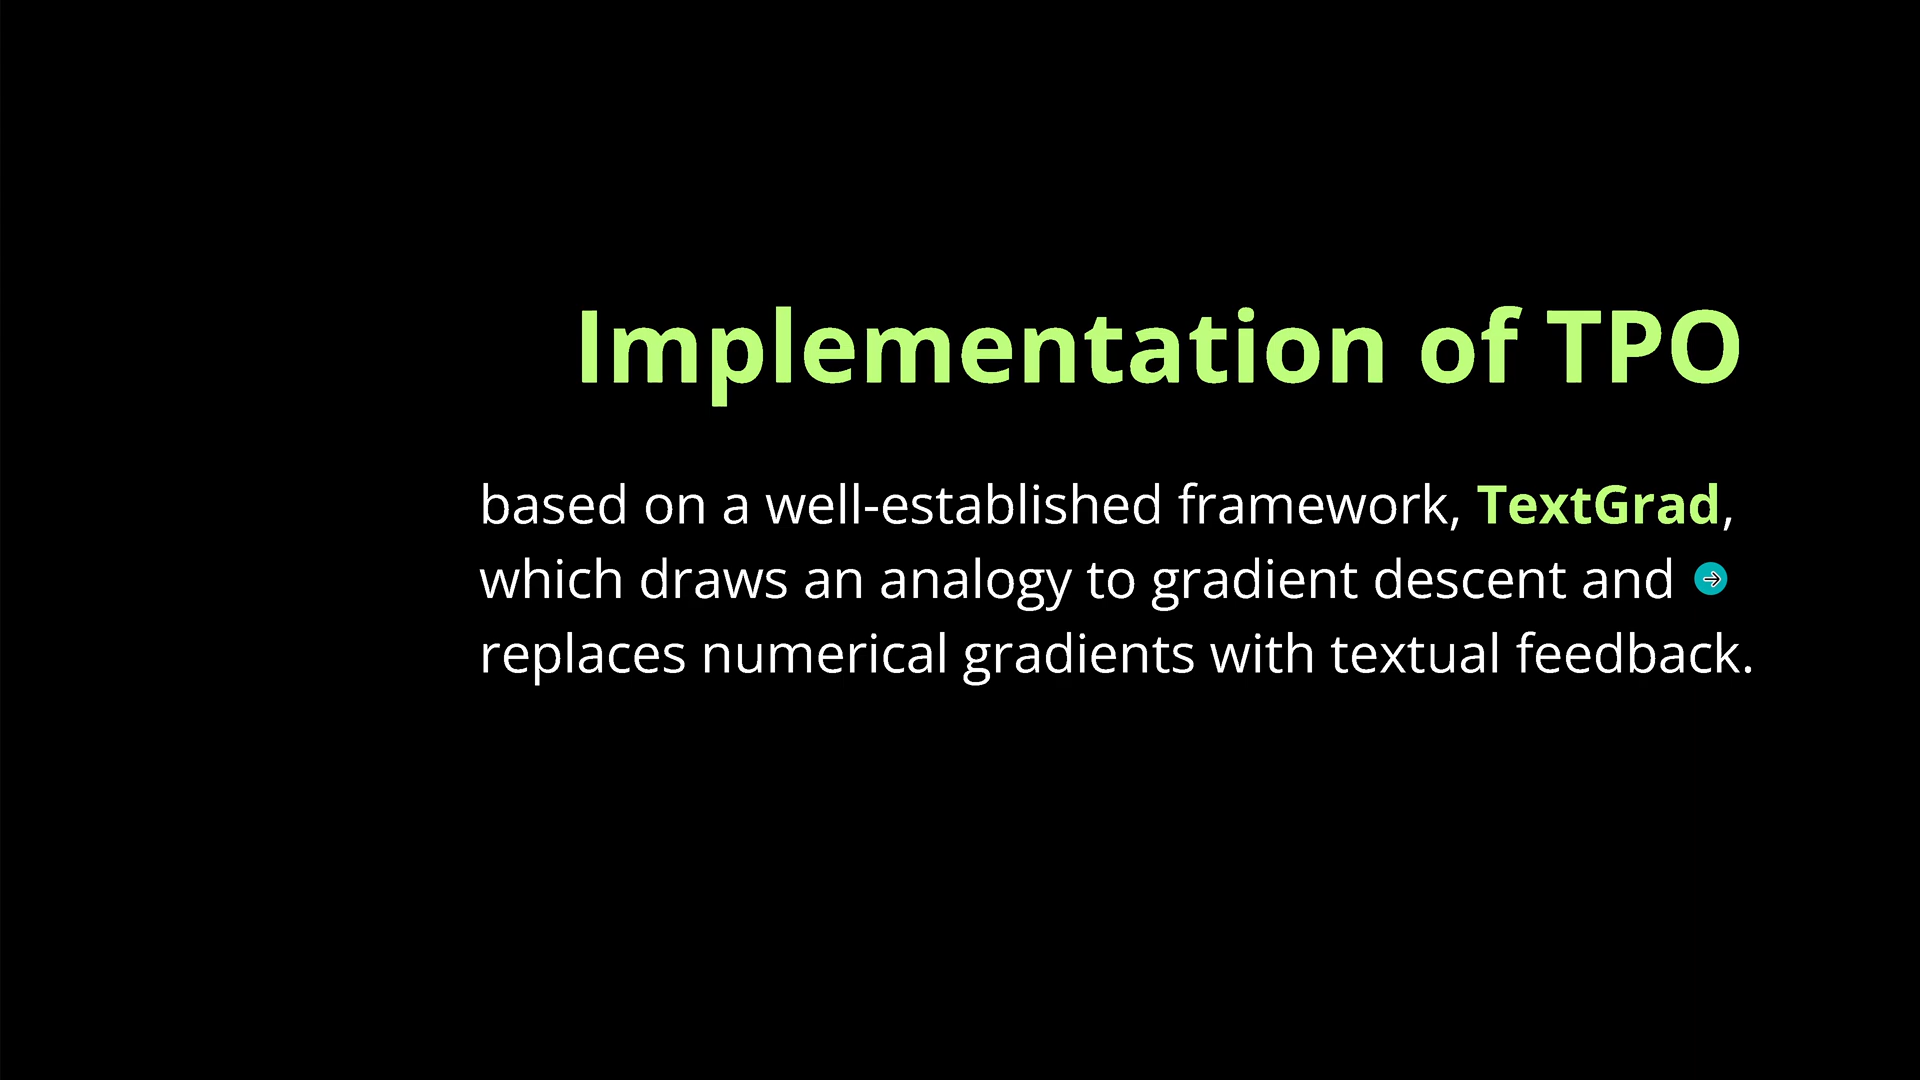 Implementation of TPO
based on a well-established framework, TextGrad,
which draws an analogy to gradient descent and
replaces numerical gradients with textual feedback.